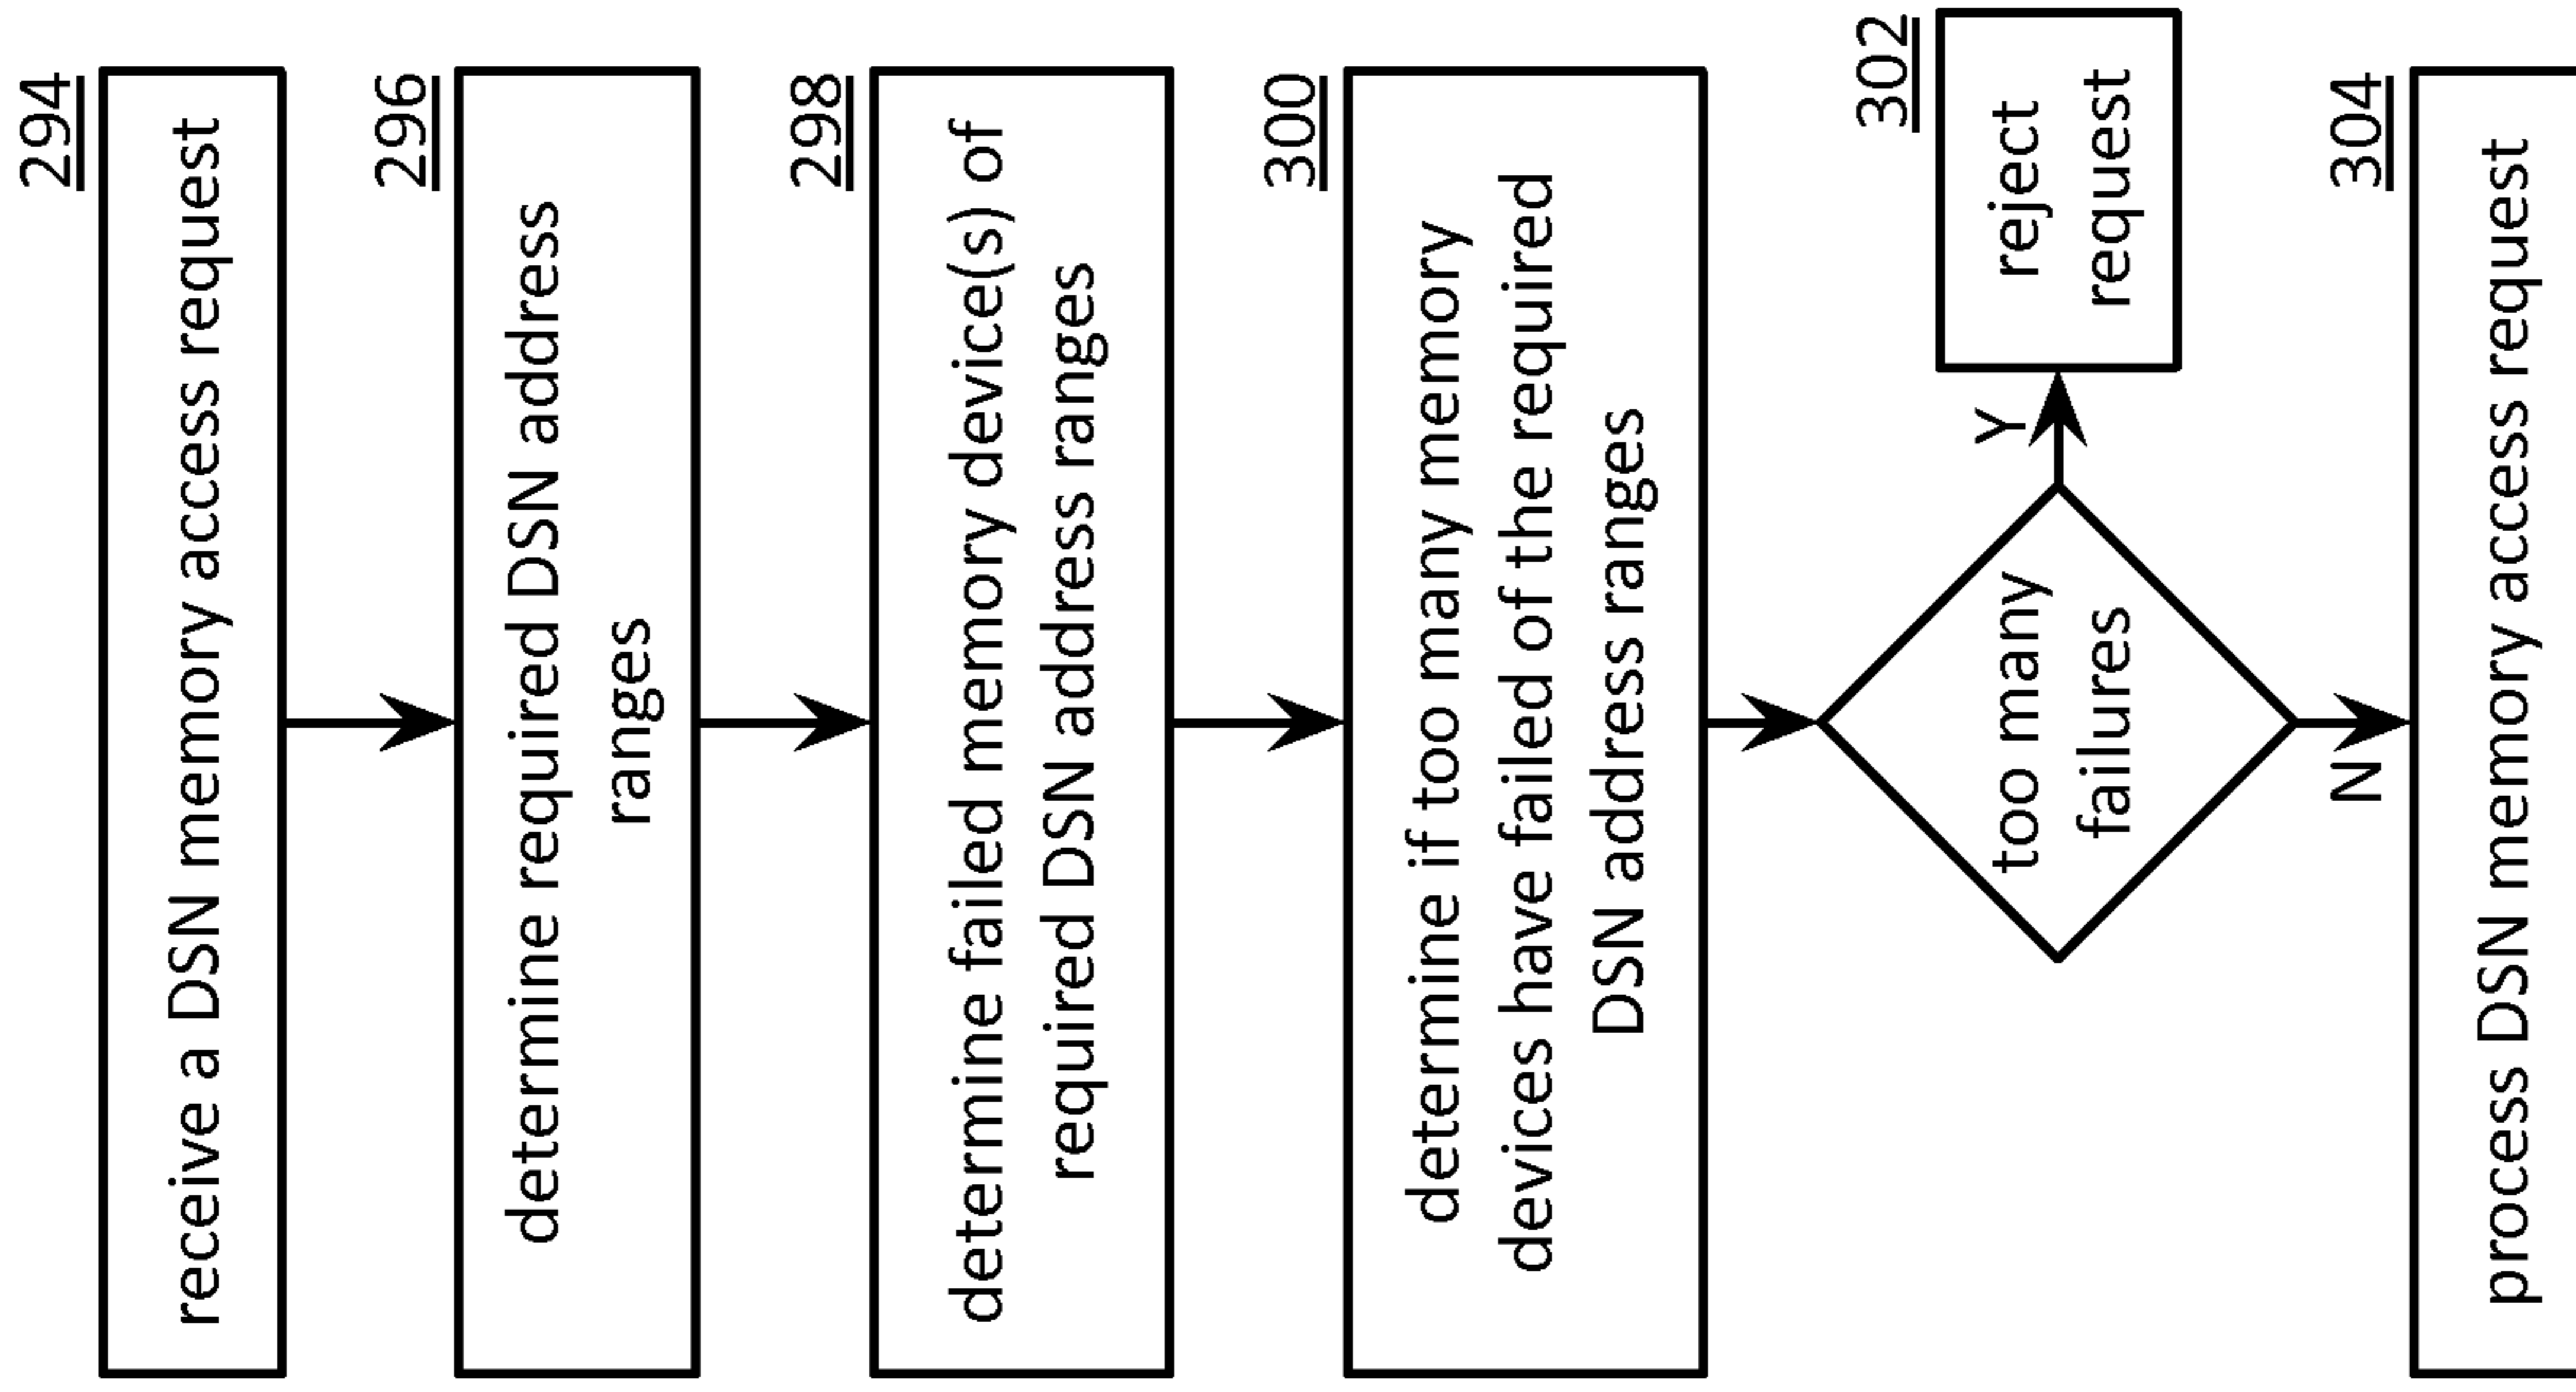 294
receive a DSN memory access request
296
determine required DSN address
ranges
298
determine failed memory device(s) of
required DSN address ranges
300
determine if too many memory
devices have failed of the required
DSN address ranges
too many
failures
Y
302
reject
request
N
304
process DSN memory access request